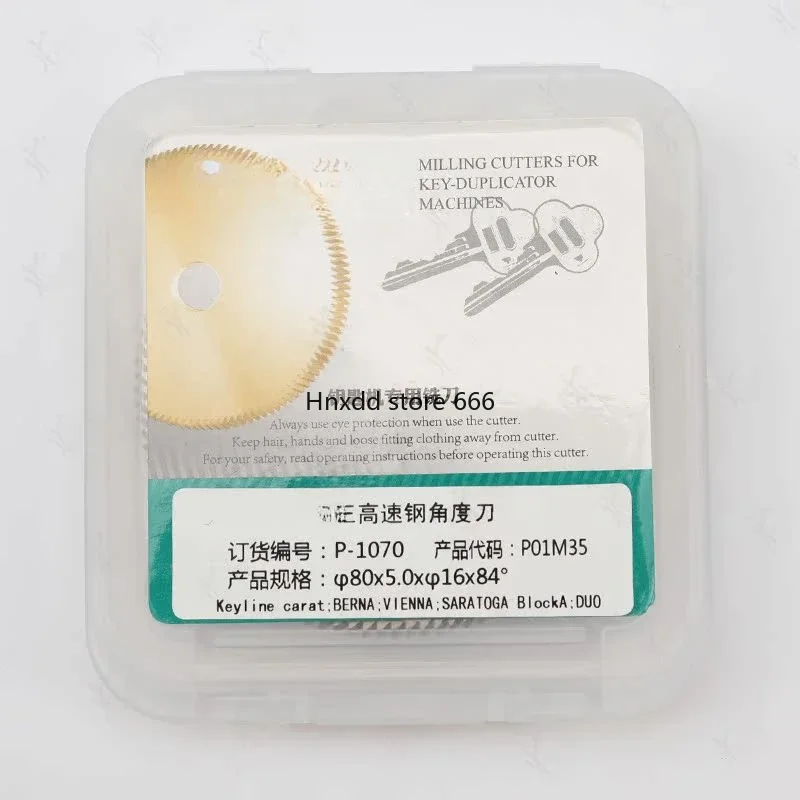 MILLING CUTTERS FOR
KEY-DUPLICATOR
MACHINES
Hnxdd store 666
Always use eye protection when use the cutter.
Keep hair, hands and loose fitting clothing away from cutter.
For your safety, read operating instructions before operating this cutter.
高速钢角度刀
订货编号:P-1070 产品代码:P01M35
产品规格:φ80x5.0xφ16x84°
Keyline carat;BERNA;VIENNA;SARATOGA BlockA;DUO